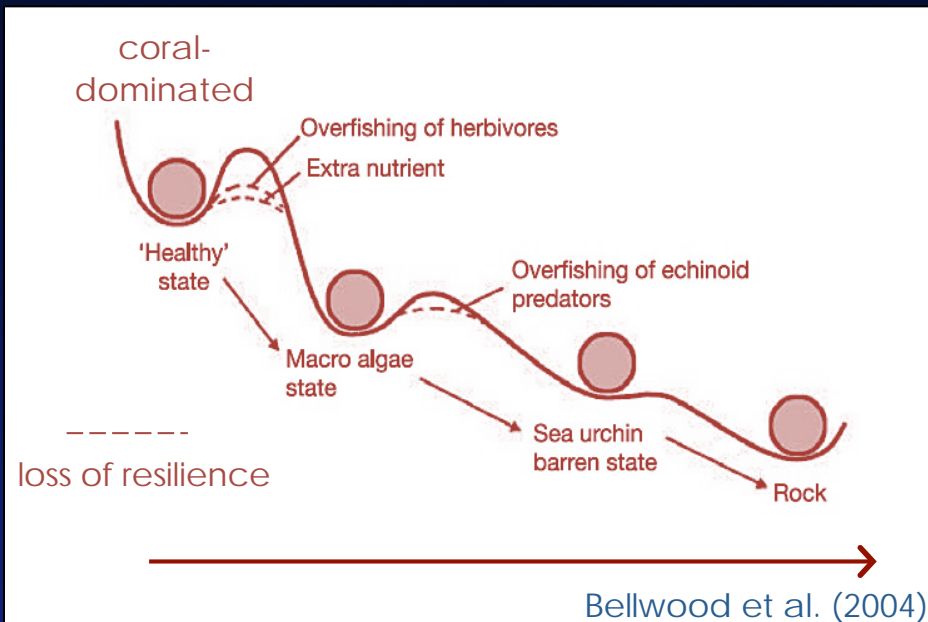 coral-
dominated
Overfishing of herbivores
Extra nutrient
'Healthy'
state
Overfishing of echinoid
predators
Macro algae
state
Sea urchin
barren state
Rock
loss of resilience
Bellwood et al. (2004)